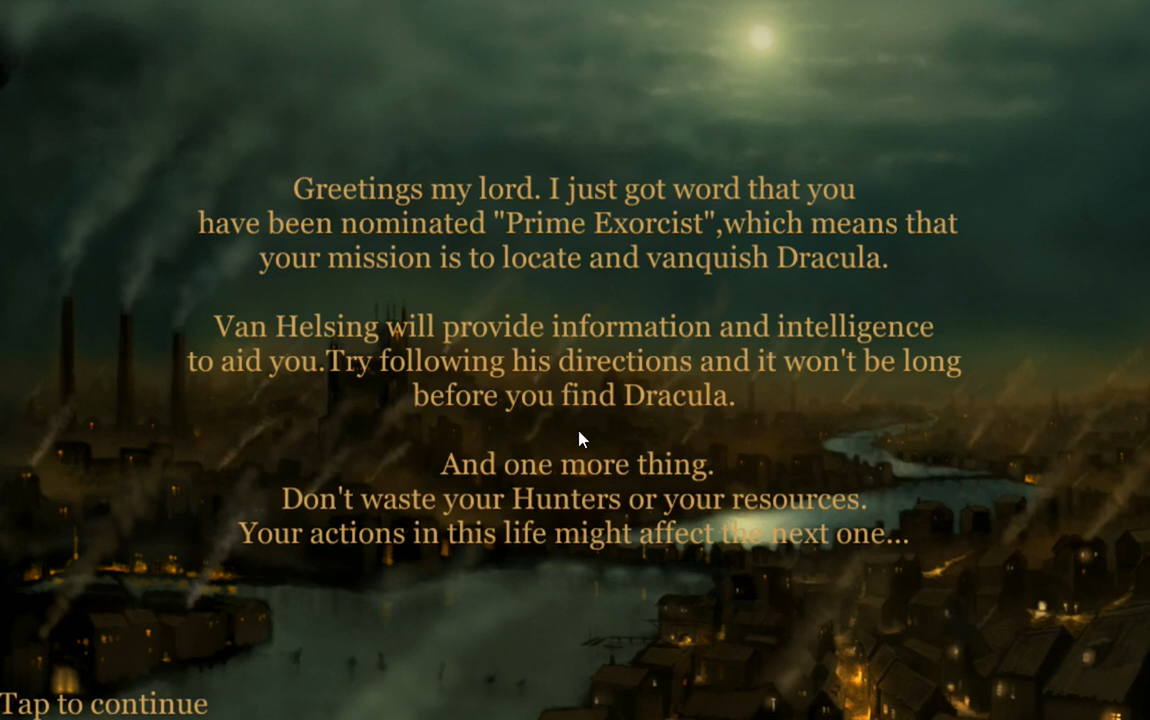 Greetings my lord. I just got word that you
have been nominated "Prime Exorcist",which means that
your mission is to locate and vanquish Dracula.
Van Helsing will provide information and intelligence
to aid you.Try following his directions and it won't be long
before you find Dracula.
And one more thing.
Don't waste your Hunters or your resources.
Your actions in this life might affect the next one...
Tap to continue